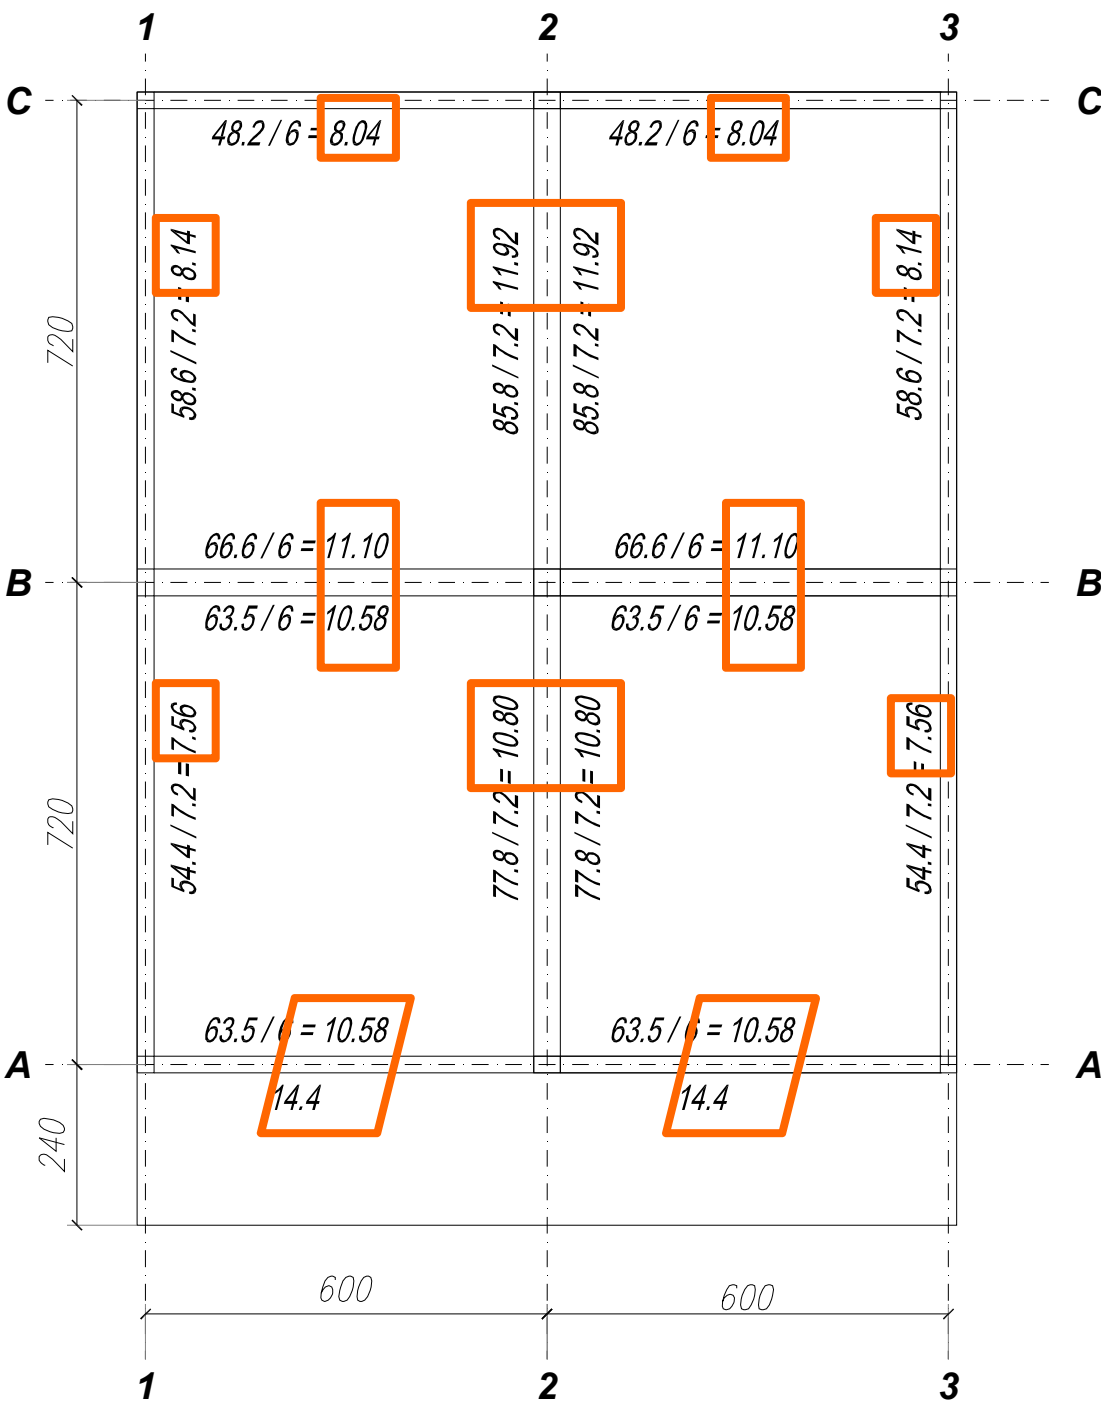 1 2 3
C C
48.2 / 6 = 8.04 48.2 / 6 = 8.04
58.6 / 7.2 = 8.14 85.8 / 7.2 = 11.92 85.8 / 7.2 = 11.92 58.6 / 7.2 = 8.14
720
66.6 / 6 = 11.10 66.6 / 6 = 11.10
B B
63.5 / 6 = 10.58 63.5 / 6 = 10.58
54.4 / 7.2 = 7.56 77.8 / 7.2 = 10.80 77.8 / 7.2 = 10.80 54.4 / 7.2 = 7.56
720
63.5 / 6 = 10.58 63.5 / 6 = 10.58
A A
14.4 14.4
240
600 600
1 2 3